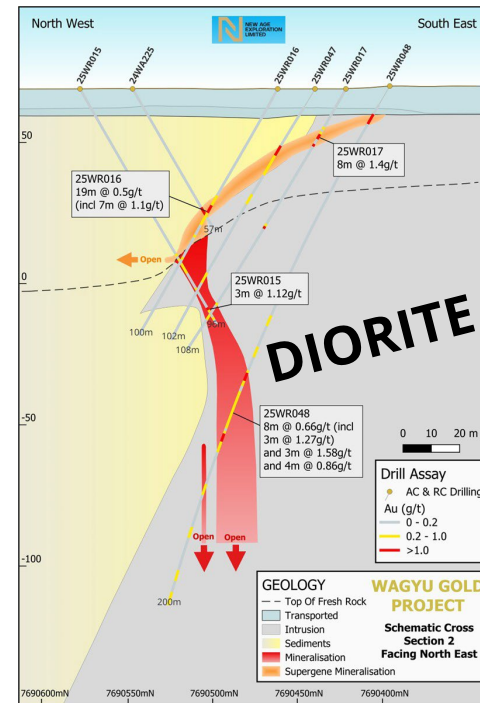 North West
NEW AGE
EXPLORATION
LIMITED
South East
25WR015
24WA225
25WR016
25WR047
25WR017
25WR048
50
25WR017
8m @ 1.4g/t
25WR016
19m @ 0.5g/t
(incl 7m @ 1.1g/t)
57m
Open
0
25WR015
3m @ 1.12g/t
96m
100m
102m
108m
DIORITE
-50
25WR048
8m @ 0.66g/t (incl
3m @ 1.27g/t)
and 3m @ 1.58g/t
and 4m @ 0.86g/t
0 10 20 m
Drill Assay
AC & RC Drilling
Au (g/t)
0 - 0.2
0.2 - 1.0
>1.0
Open
Open
-100
200m
GEOLOGY
Top Of Fresh Rock
Transported
Intrusion
Sediments
Mineralisation
Supergene Mineralisation
WAGYU GOLD
PROJECT
Schematic Cross
Section 2
Facing North East
7690600mN
7690550mN
7690500mN
7690450mN
7690400mN